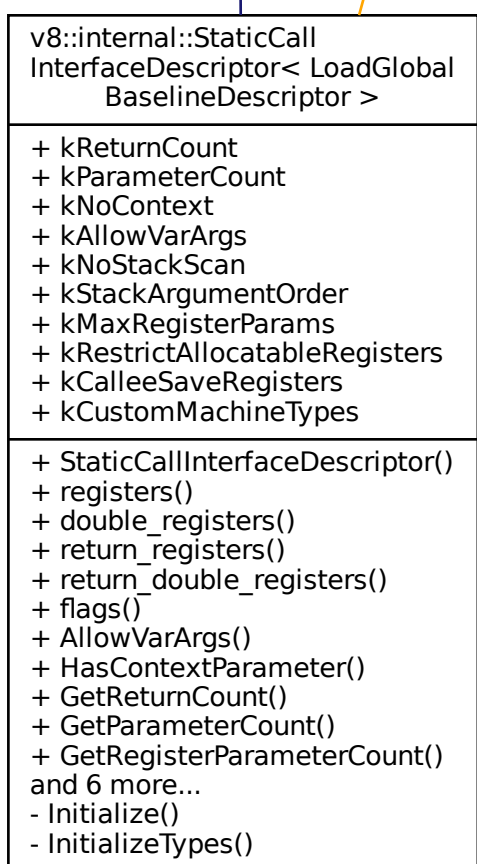 v8::internal::StaticCall
InterfaceDescriptor< LoadGlobal
BaselineDescriptor >
+ kReturnCount
+ kParameterCount
+ kNoContext
+ kAllowVarArgs
+ kNoStackScan
+ kStackArgumentOrder
+ kMaxRegisterParams
+ kRestrictAllocatableRegisters
+ kCalleeSaveRegisters
+ kCustomMachineTypes
+ StaticCallInterfaceDescriptor()
+ registers()
+ double_registers()
+ return_registers()
+ return_double_registers()
+ flags()
+ AllowVarArgs()
+ HasContextParameter()
+ GetReturnCount()
+ GetParameterCount()
+ GetRegisterParameterCount()
and 6 more...
- Initialize()
- InitializeTypes()